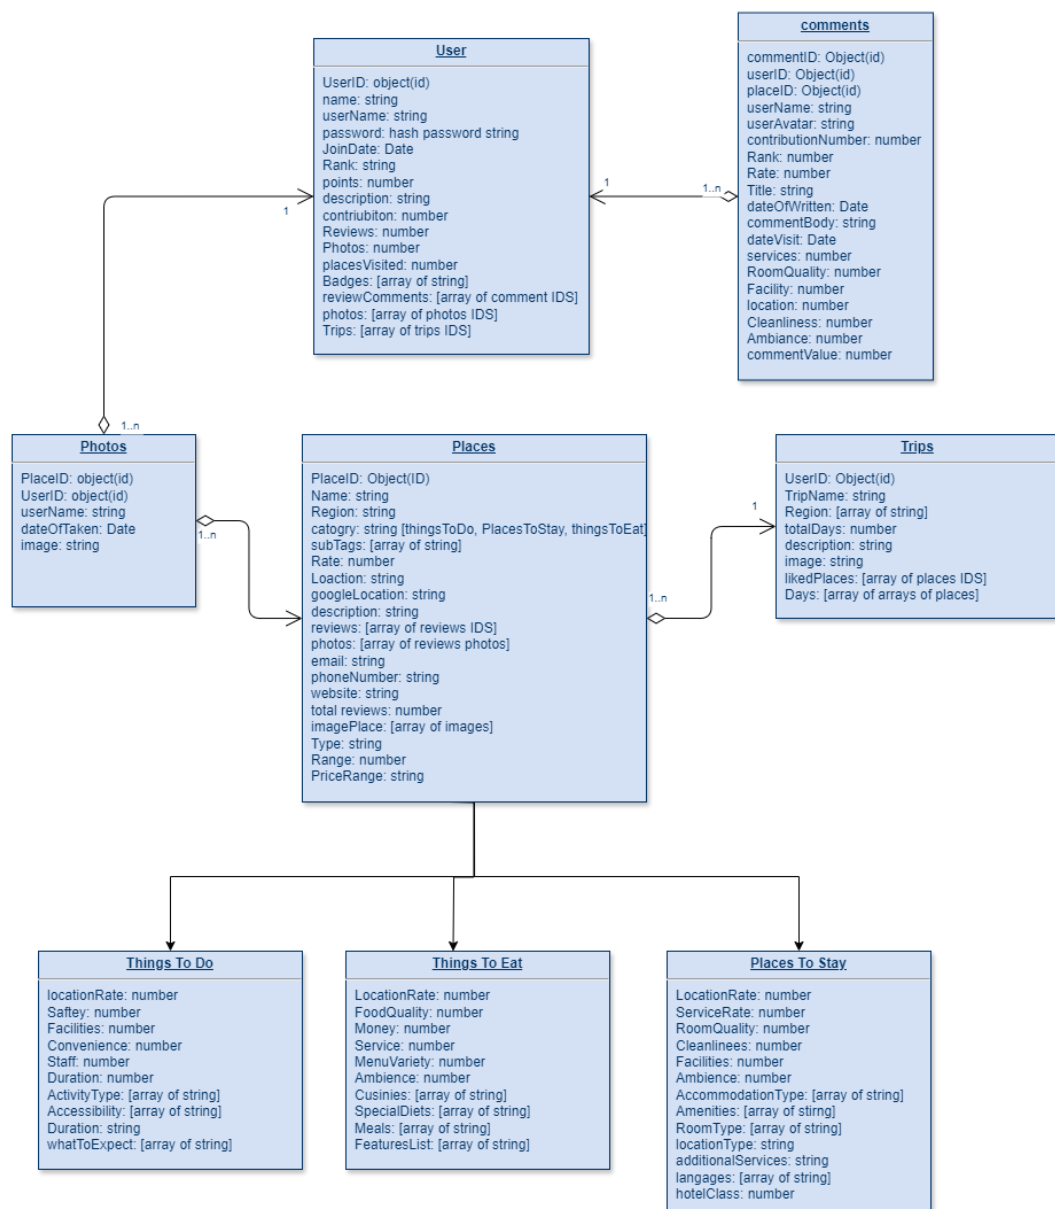 comments
commentID: Object(id)
userID: Object(id)
placeID: Object(id)
userName: string
userAvatar: string
contributionNumber: number
Rank: number
Rate: number
Title: string
dateOfWritten: Date
commentBody: string
dateVisit: Date
services: number
RoomQuality: number
Facility: number
location: number
Cleanliness: number
Ambiance: number
commentValue: number
User
UserID: object(id)
name: string
userName: string
password: hash password string
JoinDate: Date
Rank: string
points: number
description: string
contriubiton: number
Reviews: number
Photos: number
placesVisited: number
Badges: [array of string]
reviewComments: [array of comment IDS]
photos: [array of photos IDS]
Trips: [array of trips IDS]
1
1
1..n
1..n
Photos
PlaceID: object(id)
UserID: object(id)
userName: string
dateOfTaken: Date
image: string
1..n
Places
PlaceID: Object(ID)
Name: string
Region: string
catogry: string [thingsToDo, PlacesToStay, thingsToEat]
subTags: [array of string]
Rate: number
Loaction: string
googleLocation: string
description: string
reviews: [array of reviews IDS]
photos: [array of reviews photos]
email: string
phoneNumber: string
website: string
total reviews: number
imagePlace: [array of images]
Type: string
Range: number
PriceRange: string
1
1..n
Trips
UserID: Object(id)
TripName: string
Region: [array of string]
totalDays: number
description: string
image: string
likedPlaces: [array of places IDS]
Days: [array of arrays of places]
Things To Do
locationRate: number
Saftey: number
Facilities: number
Convenience: number
Staff: number
Duration: number
ActivityType: [array of string]
Accessibility: [array of string]
Duration: string
whatToExpect: [array of string]
Things To Eat
LocationRate: number
FoodQuality: number
Money: number
Service: number
MenuVariety: number
Ambience: number
Cusinies: [array of string]
SpecialDiets: [array of string]
Meals: [array of string]
FeaturesList: [array of string]
Places To Stay
LocationRate: number
ServiceRate: number
RoomQuality: number
Cleanlinees: number
Facilities: number
Ambience: number
AccommodationType: [array of string]
Amenities: [array of string]
RoomType: [array of string]
locationType: string
additionalServices: string
langages: [array of string]
hotelClass: number